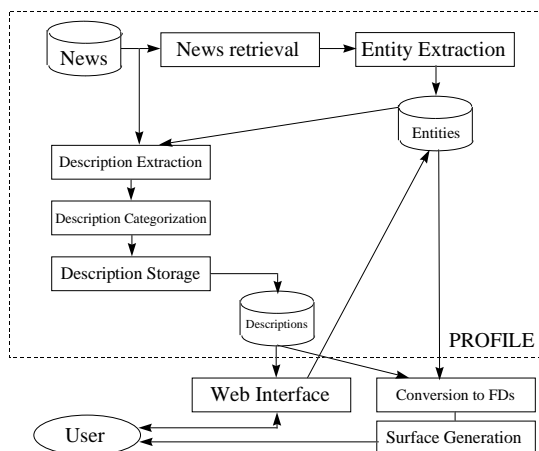 News
News retrieval
Entity Extraction
Entities
Description Extraction
Description Categorization
Description Storage
Descriptions
PROFILE
Web Interface
Conversion to FDs
User
Surface Generation